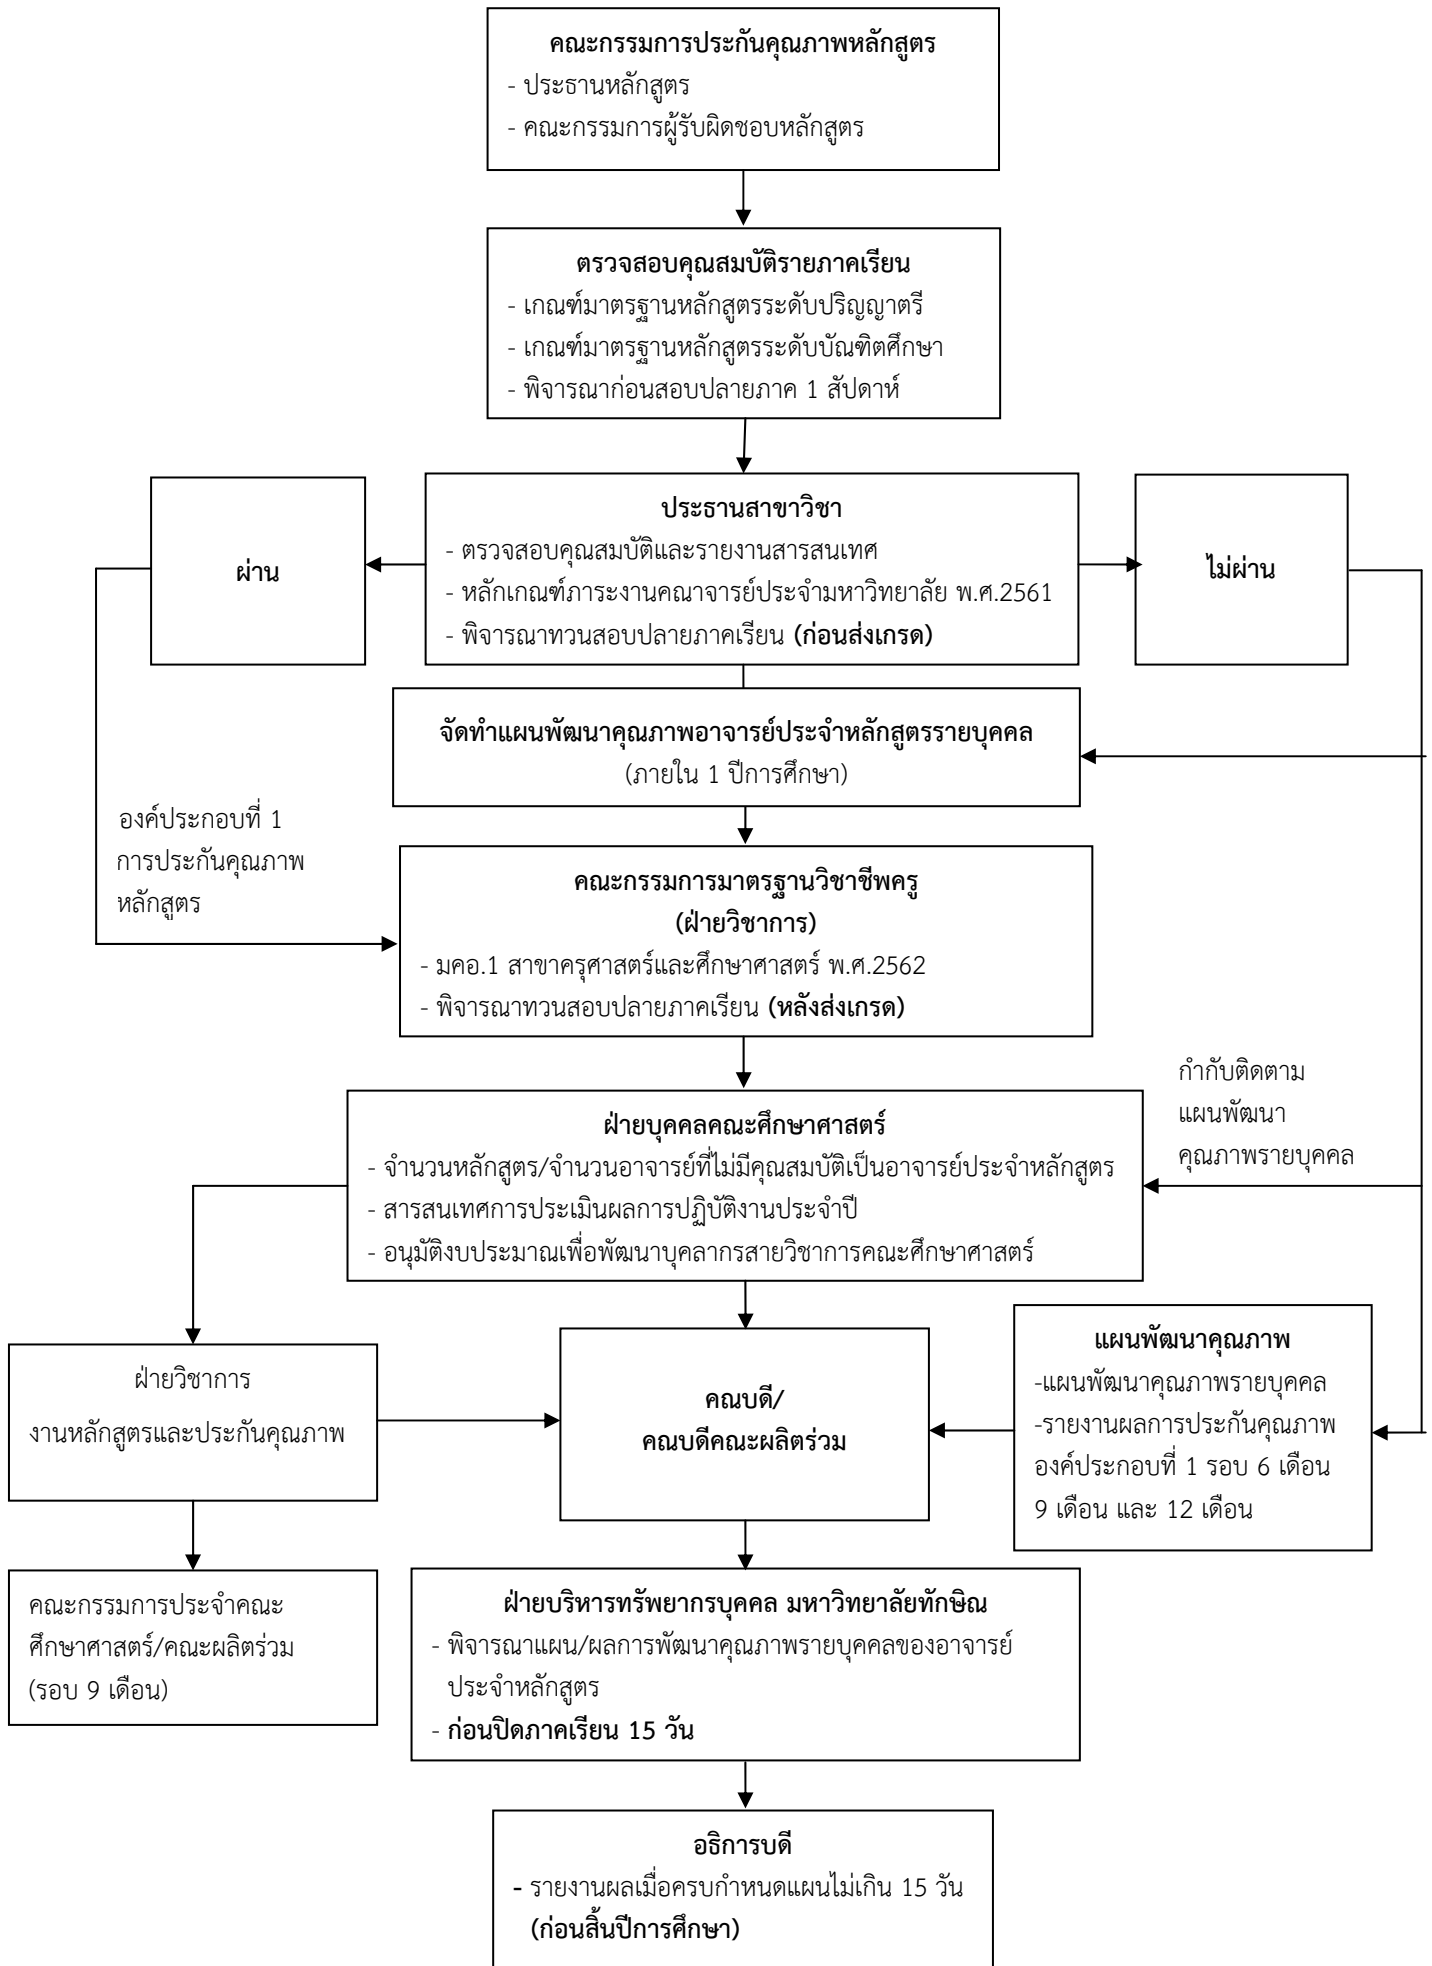 คณะกรรมการประกันคุณภาพหลักสูตร
- ประธานหลักสูตร
- คณะกรรมการผู้รับผิดชอบหลักสูตร
ตรวจสอบคุณสมบัติรายภาคเรียน
- เกณฑ์มาตรฐานหลักสูตรระดับปริญญาตรี
- เกณฑ์มาตรฐานหลักสูตรระดับบัณฑิตศึกษา
- พิจารณาก่อนสอบปลายภาค 1 สัปดาห์
ผ่าน
ประธานสาขาวิชา
- ตรวจสอบคุณสมบัติและรายงานสารสนเทศ
- หลักเกณฑ์ภาระงานคณาจารย์ประจำมหาวิทยาลัย พ.ศ.2561
- พิจารณาทวนสอบปลายภาคเรียน (ก่อนส่งเกรด)
ไม่ผ่าน
จัดทำแผนพัฒนาคุณภาพอาจารย์ประจำหลักสูตรรายบุคคล
(ภายใน 1 ปีการศึกษา)
องค์ประกอบที่ 1
การประกันคุณภาพ
หลักสูตร
คณะกรรมการมาตรฐานวิชาชีพครู
(ฝ่ายวิชาการ)
- มคอ.1 สาขาครุศาสตร์และศึกษาศาสตร์ พ.ศ.2562
- พิจารณาทวนสอบปลายภาคเรียน (หลังส่งเกรด)
กำกับติดตาม
แผนพัฒนา
คุณภาพรายบุคคล
ฝ่ายบุคคลคณะศึกษาศาสตร์
- จำนวนหลักสูตร/จำนวนอาจารย์ที่ไม่มีคุณสมบัติเป็นอาจารย์ประจำหลักสูตร
- สารสนเทศการประเมินผลการปฏิบัติงานประจำปี
- อนุมัติงบประมาณเพื่อพัฒนาบุคลากรสายวิชาการคณะศึกษาศาสตร์
ฝ่ายวิชาการ
งานหลักสูตรและประกันคุณภาพ
คณบดี/
คณบดีคณะผลิตร่วม
แผนพัฒนาคุณภาพ
-แผนพัฒนาคุณภาพรายบุคคล
-รายงานผลการประกันคุณภาพ
องค์ประกอบที่ 1 รอบ 6 เดือน
9 เดือน และ 12 เดือน
คณะกรรมการประจำคณะ
ศึกษาศาสตร์/คณะผลิตร่วม
(รอบ 9 เดือน)
ฝ่ายบริหารทรัพยากรบุคคล มหาวิทยาลัยทักษิณ
- พิจารณาแผน/ผลการพัฒนาคุณภาพรายบุคคลของอาจารย์
ประจำหลักสูตร
- ก่อนปิดภาคเรียน 15 วัน
อธิการบดี
- รายงานผลเมื่อครบกำหนดแผนไม่เกิน 15 วัน
(ก่อนสิ้นปีการศึกษา)